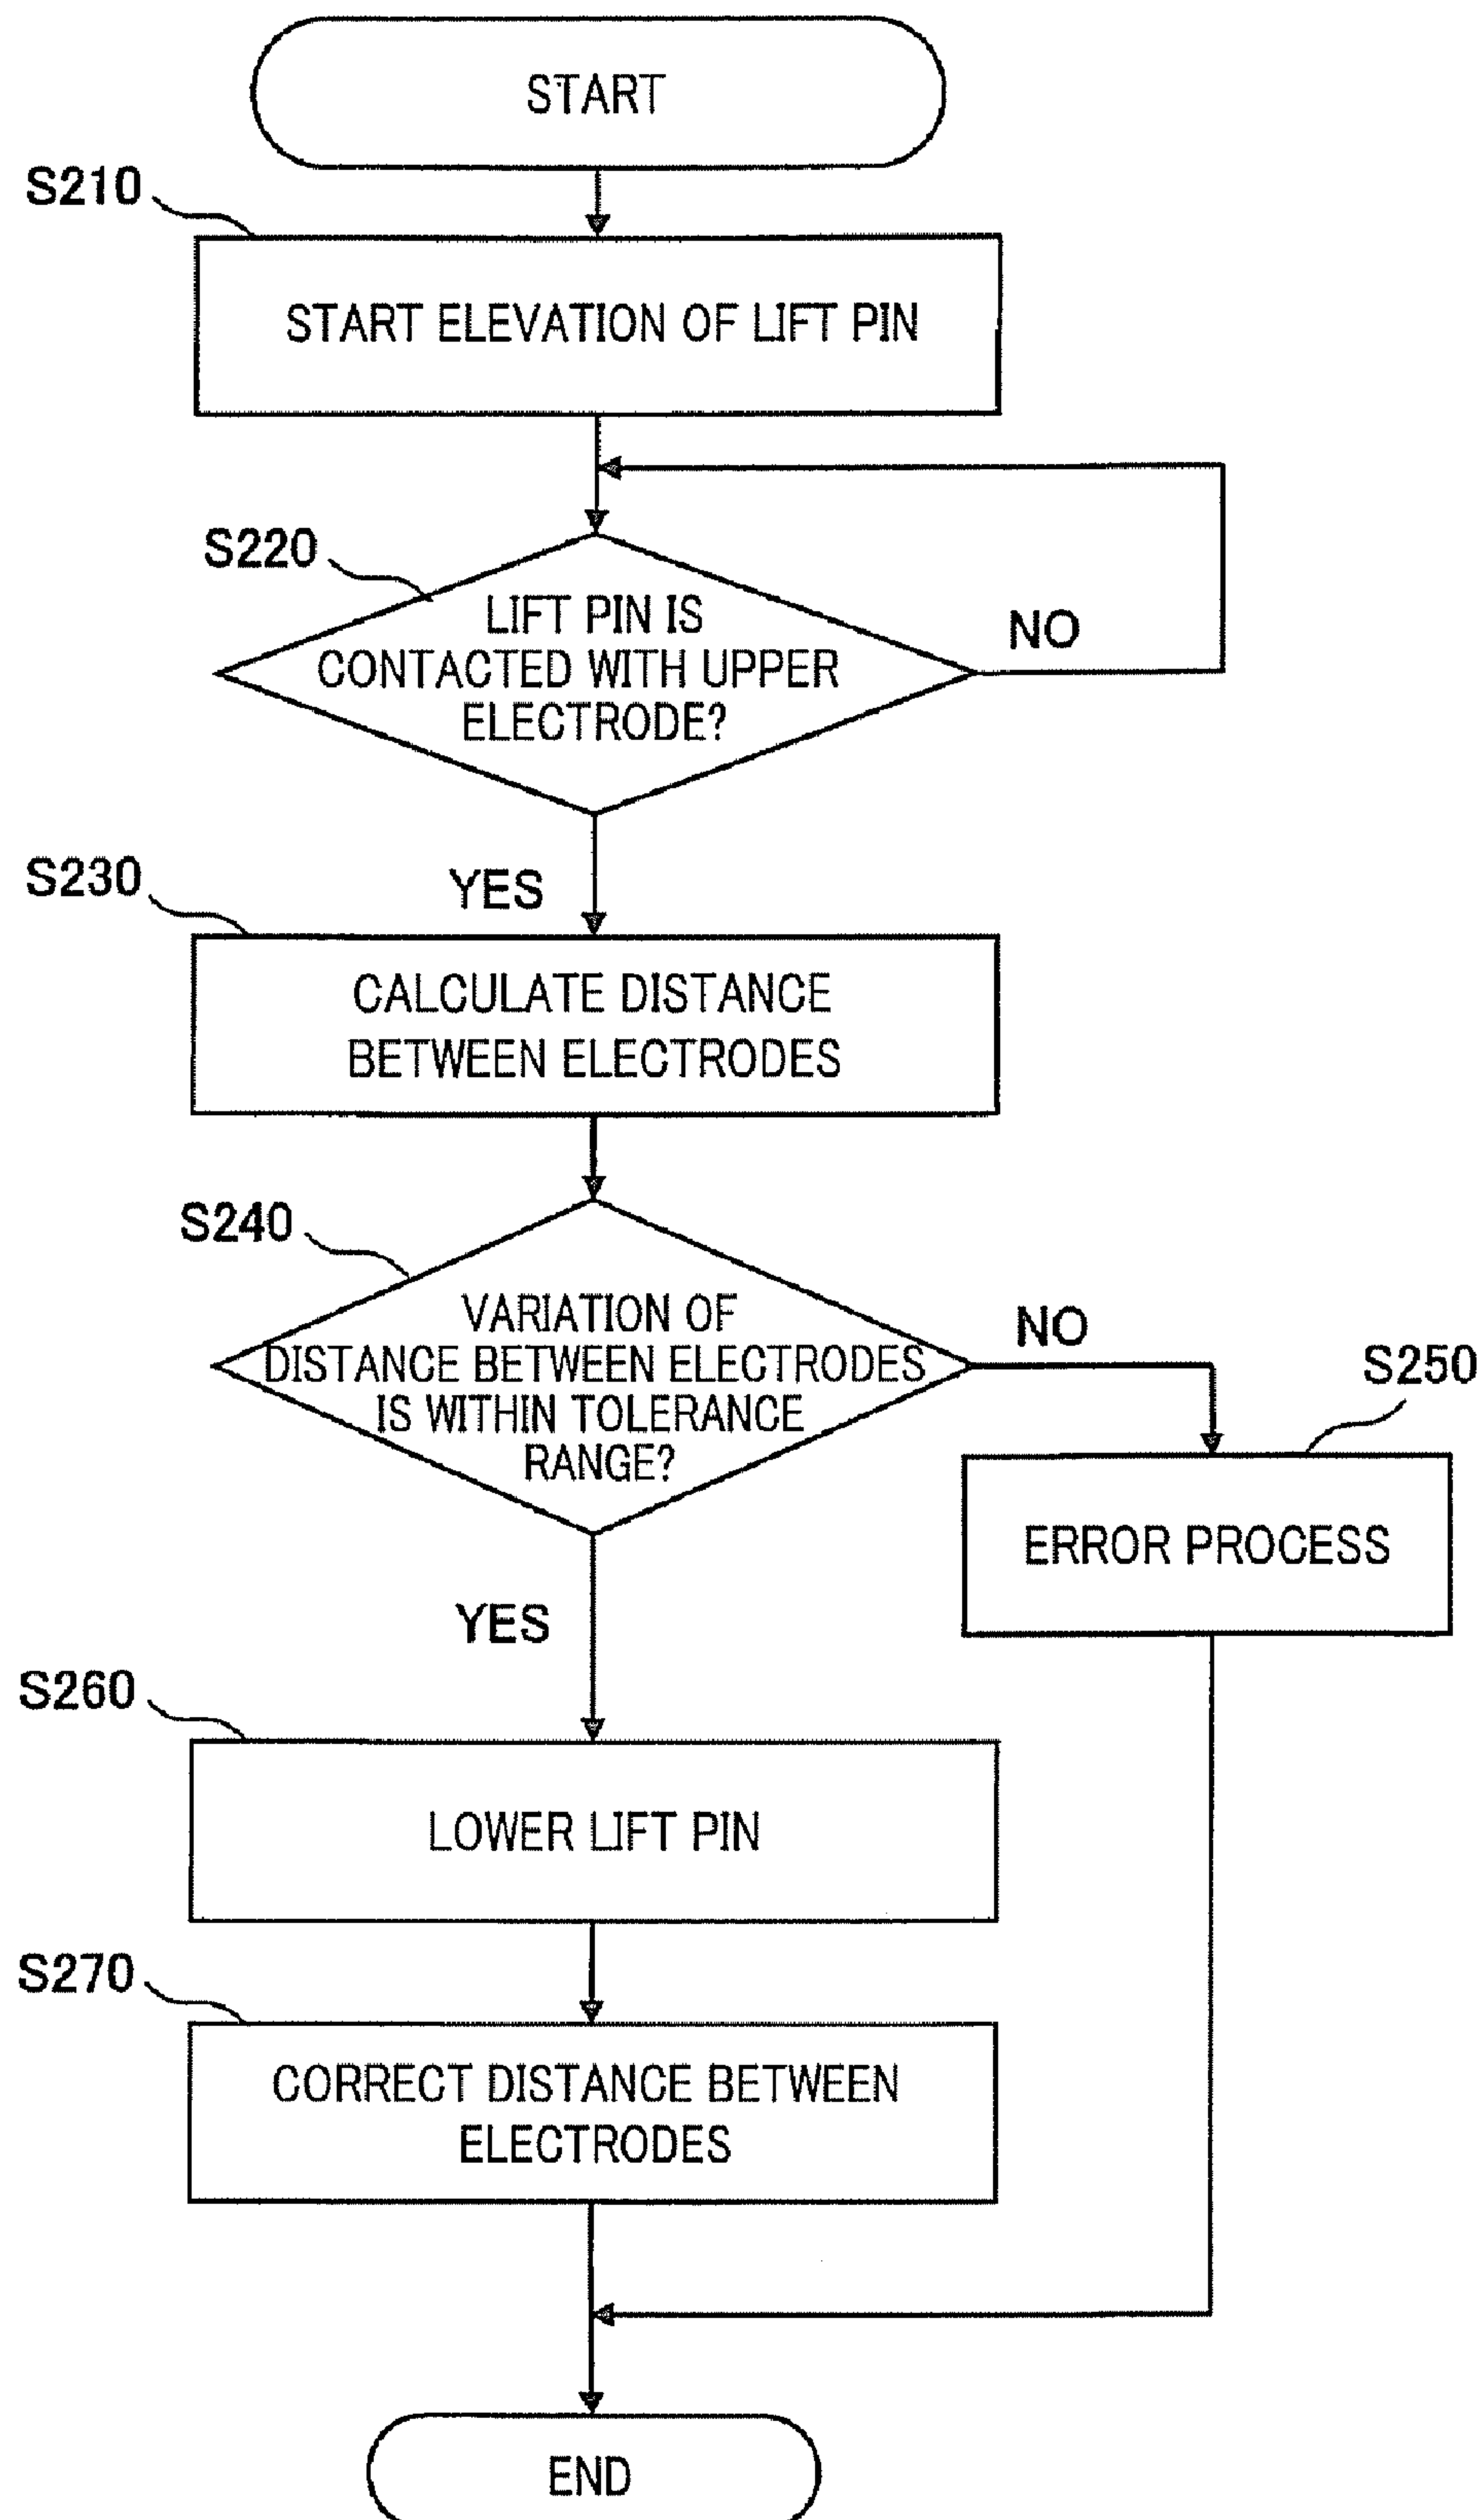 START
S210
START ELEVATION OF LIFT PIN
S220
LIFT PIN IS
CONTACTED WITH UPPER
ELECTRODE?
NO
YES
S230
CALCULATE DISTANCE
BETWEEN ELECTRODES
S240
VARIATION OF
DISTANCE BETWEEN ELECTRODES
IS WITHIN TOLERANCE
RANGE?
NO
S250
ERROR PROCESS
YES
S260
LOWER LIFT PIN
S270
CORRECT DISTANCE BETWEEN
ELECTRODES
END